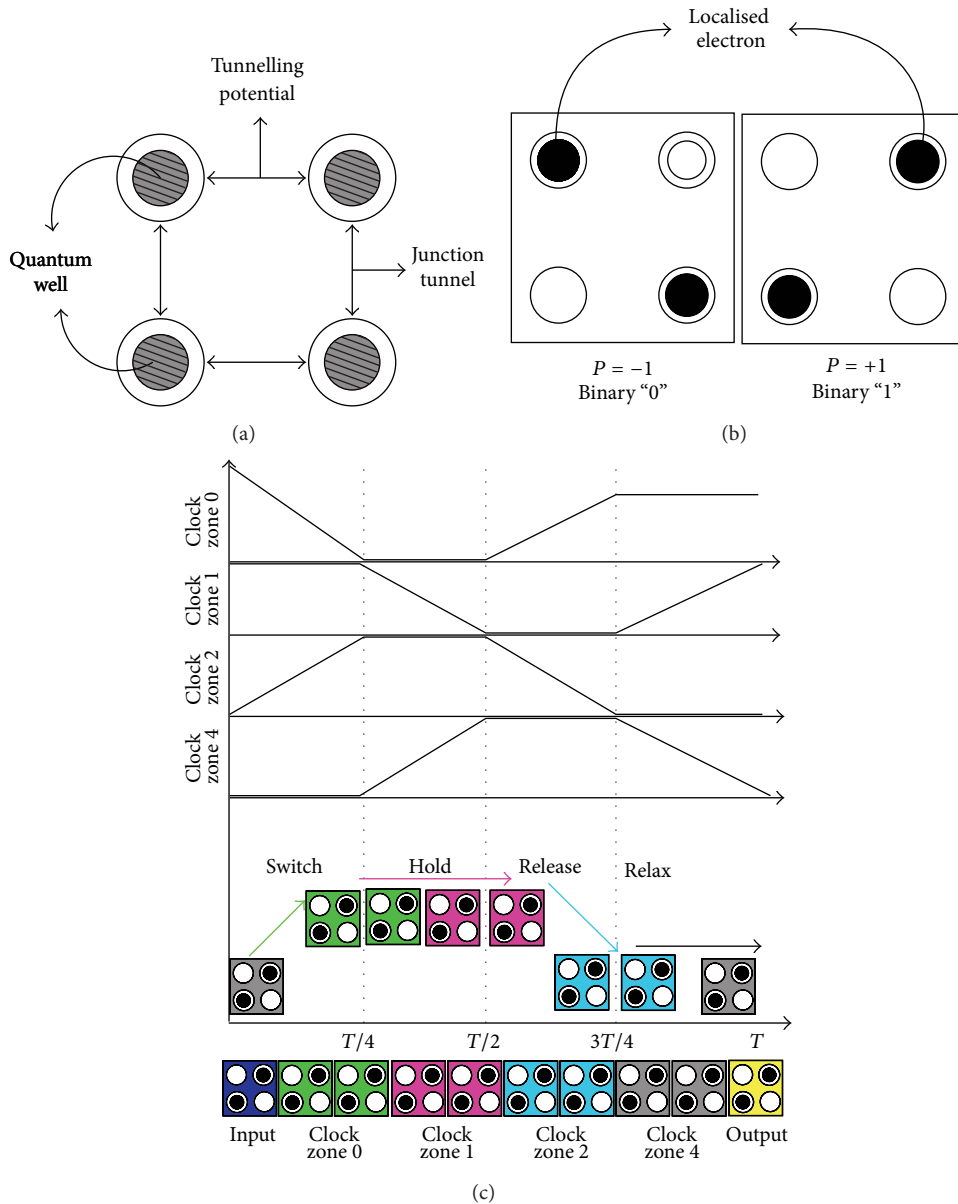 Tunnelling
potential
Quantum
well
Junction
tunnel
(a)
Localised
electron
P = −1
Binary “0”
P = +1
Binary “1”
(b)
Clock
zone 0
Clock
zone 1
Clock
zone 2
Clock
zone 4
Switch
Hold
Release
Relax
T/4
T/2
3T/4
T
Input
Clock
zone 0
Clock
zone 1
Clock
zone 2
Clock
zone 4
Output
(c)